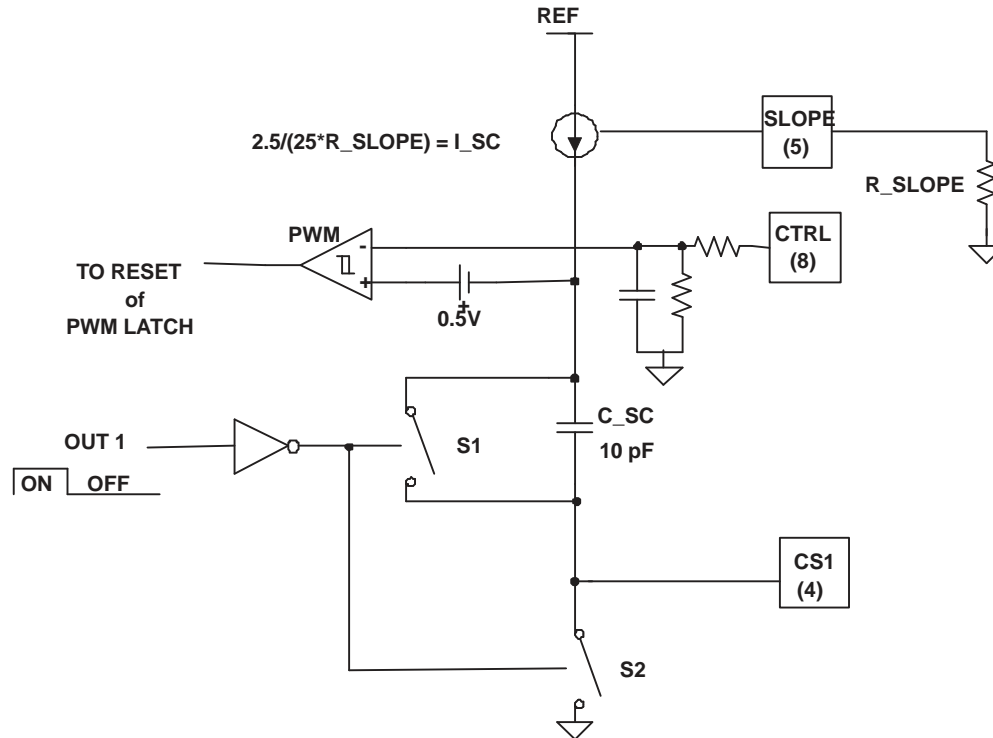 REF
2.5/(25*R_SLOPE) = I_SC
SLOPE
(5)
R_SLOPE
PWM
-
+
CTRL
(8)
TO RESET
of
PWM LATCH
+
0.5V
C_SC
10 pF
OUT 1
S1
ON OFF
CS1
(4)
S2